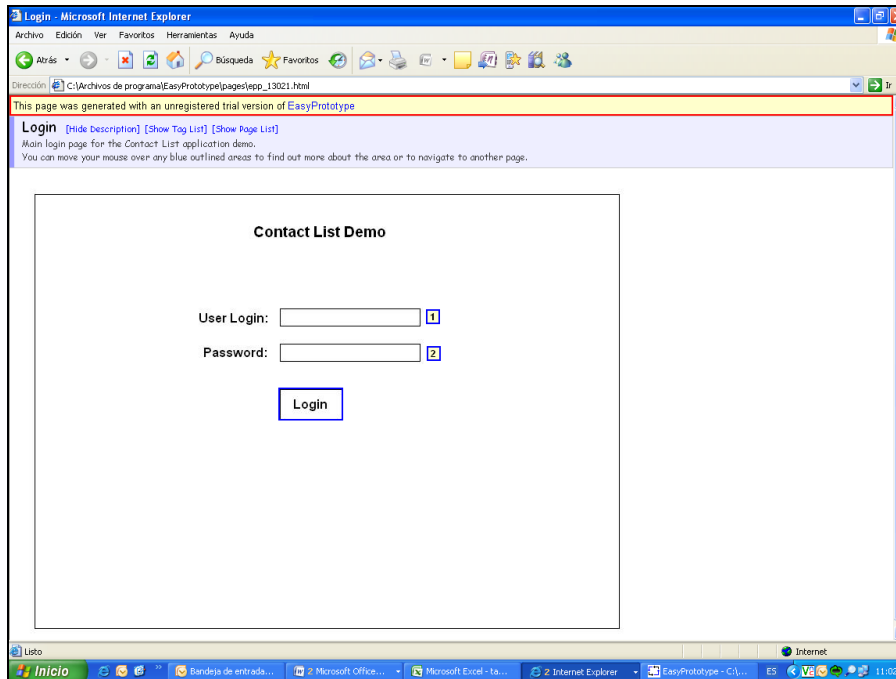 Login - Microsoft Internet Explorer
Archivo Edición Ver Favoritos Herramientas Ayuda
Atrás Búsqueda Favoritos
Dirección C:\Archivos de programa\EasyPrototype\pages\epp_13021.html Ir
This page was generated with an unregistered trial version of EasyPrototype
Login [Hide Description] [Show Tag List] [Show Page List]
Main login page for the Contact List application demo.
You can move your mouse over any blue outlined areas to find out more about the area or to navigate to another page.
Contact List Demo
User Login: 1
Password: 2
Login
Listo Internet
Inicio Bandeja de entrada... 2 Microsoft Office... Microsoft Excel - ta... 2 Internet Explorer EasyPrototype - C:\... ES 11:02